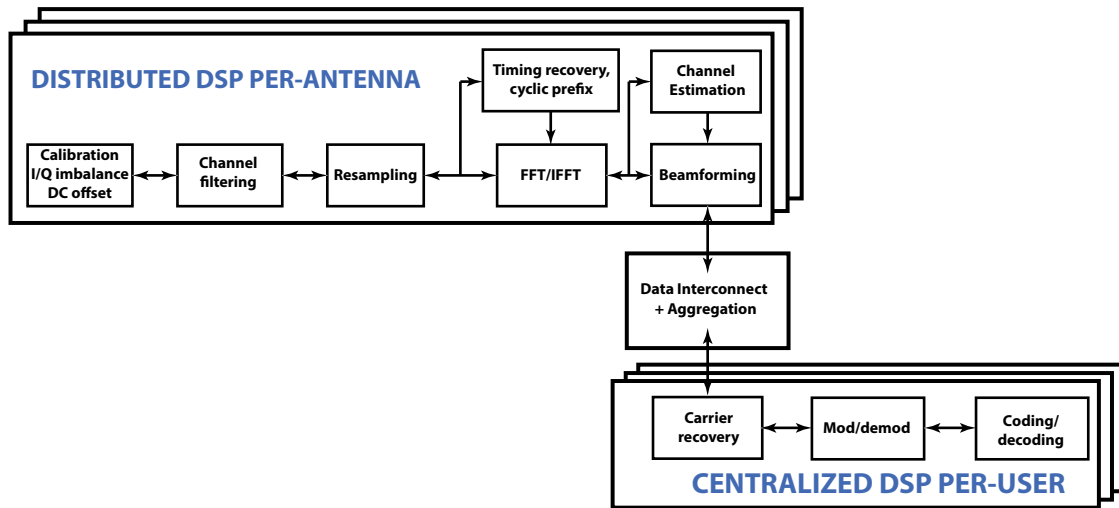 DISTRIBUTED DSP PER-ANTENNA
Timing recovery,
cyclic prefix
Channel
Estimation
Calibration
I/Q imbalance
DC offset
Channel
filtering
Resampling
FFT/IFFT
Beamforming
Data Interconnect
+ Aggregation
Carrier
recovery
Mod/demod
Coding/
decoding
CENTRALIZED DSP PER-USER